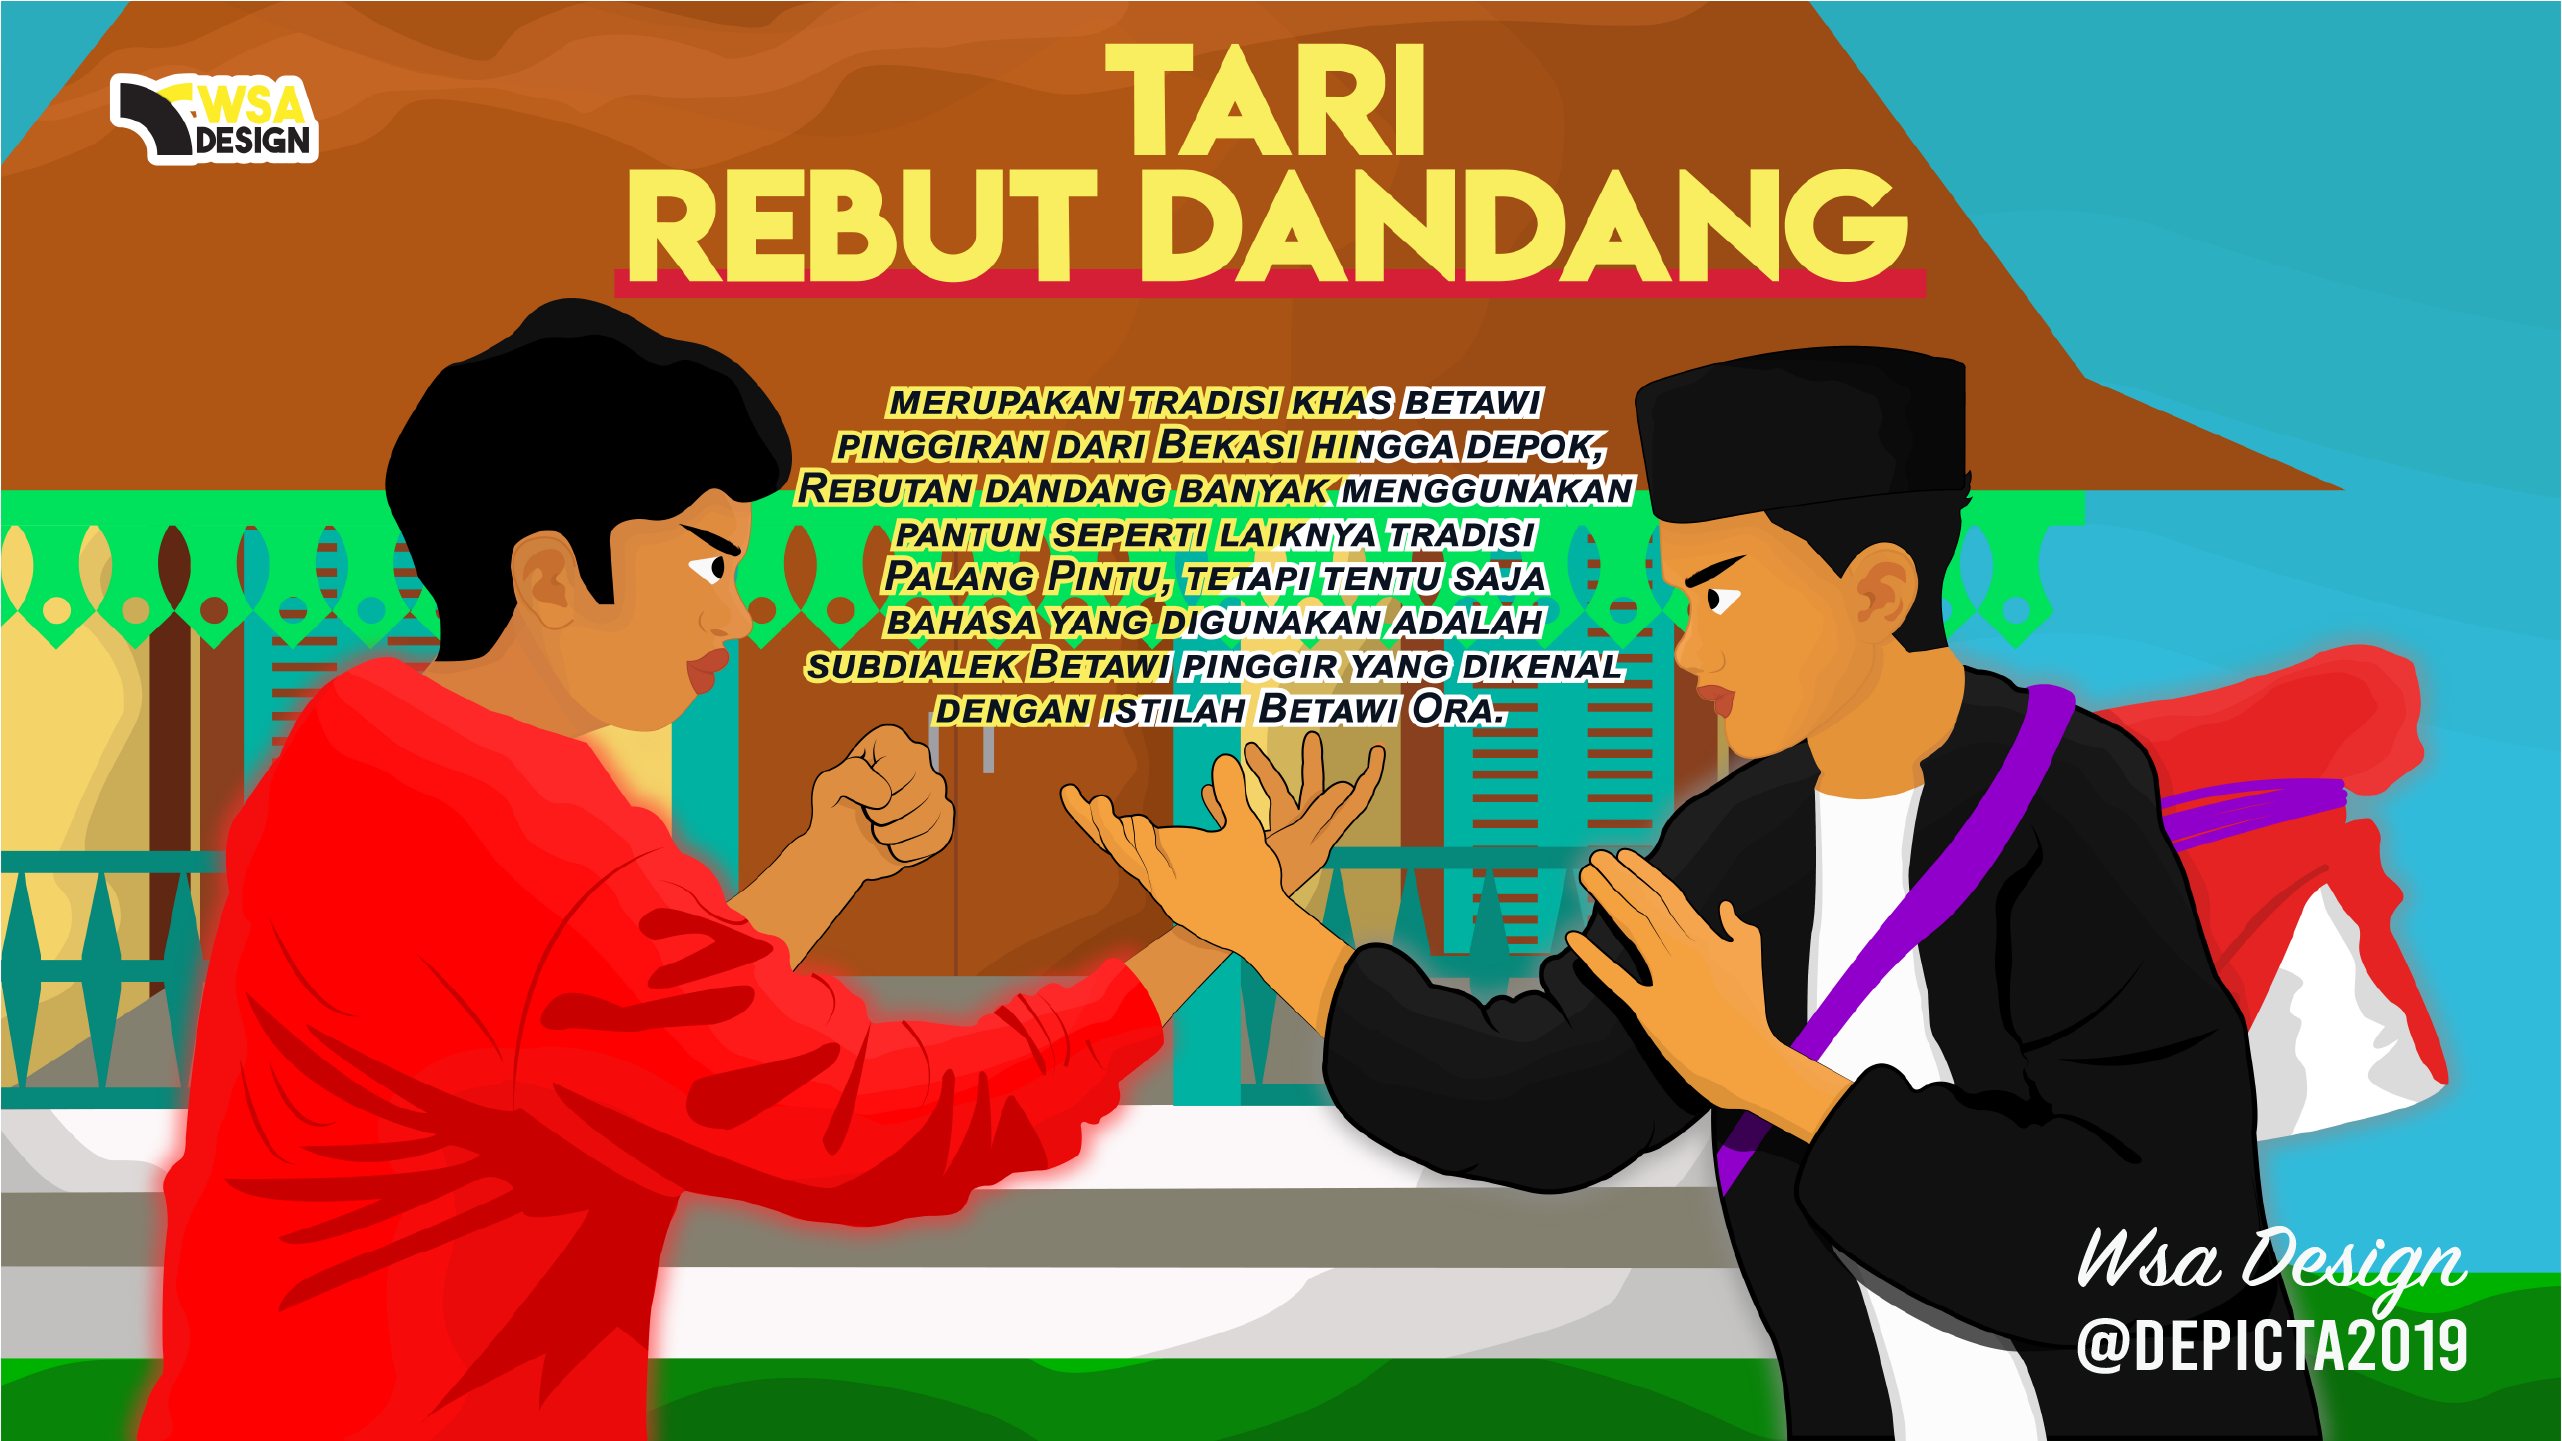 WSA
DESIGN
TARI
REBUT DANDANG
MERUPAKAN TRADISI KHAS BETAWI
PINGGIRAN DARI BEKASI HINGGA DEPOK,
REBUTAN DANDANG BANYAK MENGGUNAKAN
PANTUN SEPERTI LAIKNYA TRADISI
PALANG PINTU, TETAPI TENTU SAJA
BAHASA YANG DIGUNAKAN ADALAH
SUBDIALEK BETAWI PINGGIR YANG DIKENAL
DENGAN ISTILAH BETAWI ORA.
Wsa Design
@DEPICTA2019